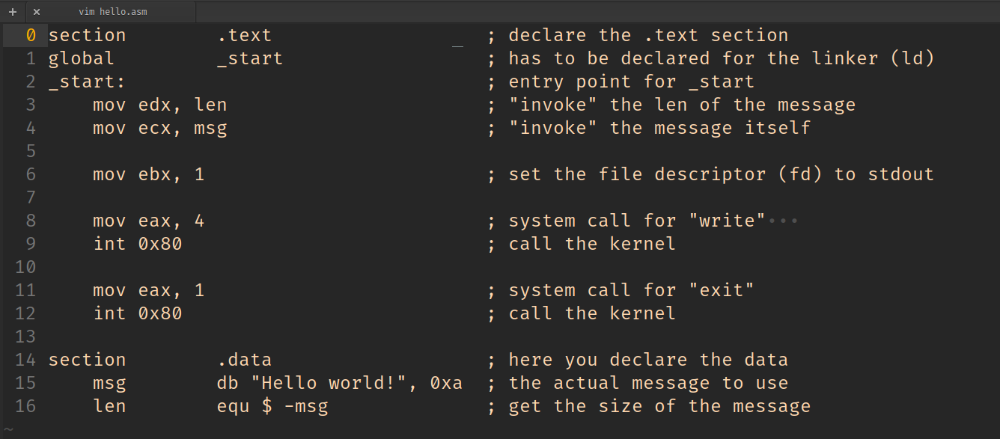 + × vim hello.asm
0 section .text _ ; declare the .text section
1 global _start ; has to be declared for the linker (ld)
2 _start: ; entry point for _start
3 mov edx, len ; "invoke" the len of the message
4 mov ecx, msg ; "invoke" the message itself
5
6 mov ebx, 1 ; set the file descriptor (fd) to stdout
7
8 mov eax, 4 ; system call for "write"···
9 int 0x80 ; call the kernel
10
11 mov eax, 1 ; system call for "exit"
12 int 0x80 ; call the kernel
13
14 section .data ; here you declare the data
15 msg db "Hello world!", 0xa ; the actual message to use
16 len equ $ -msg ; get the size of the message
~